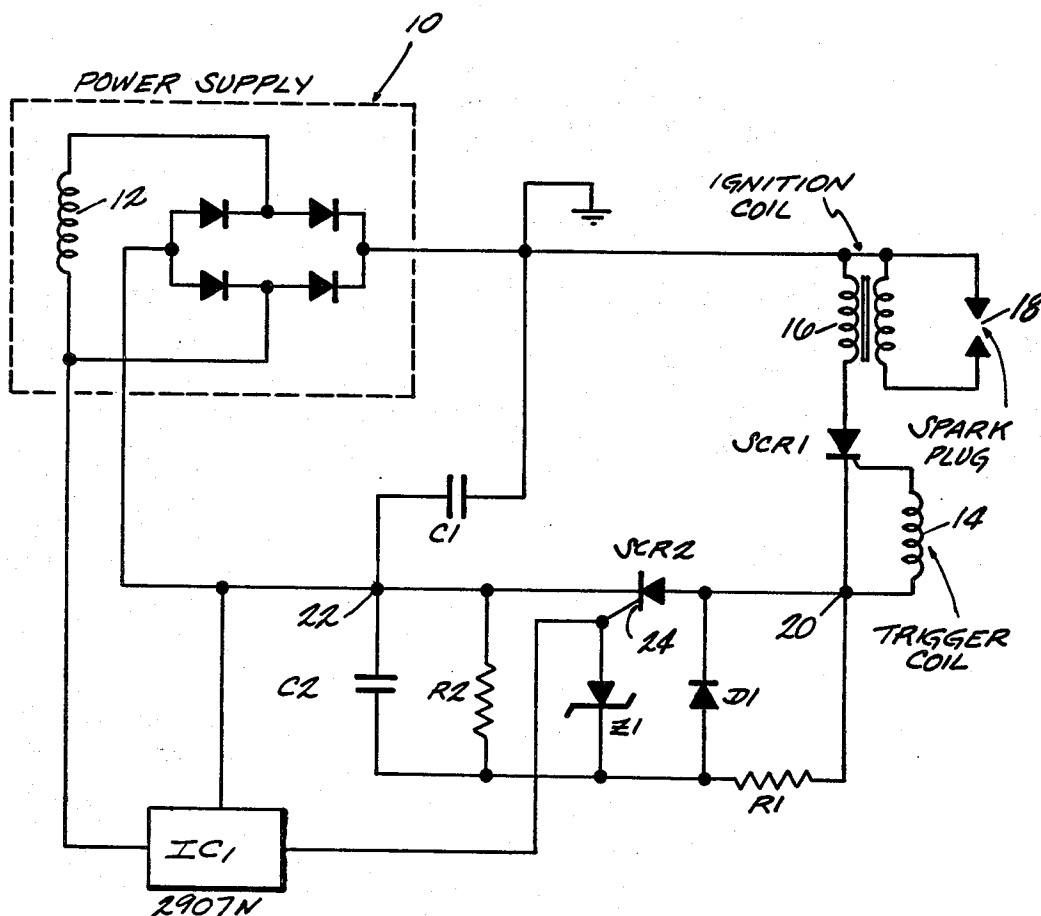 10
POWER SUPPLY
12
IGNITION
COIL
16
18
SCR1
SPARK
PLUG
14
C1
SCR2
22
24
20
TRIGGER
COIL
C2
R2
Z1
D1
R1
IC1
2907N